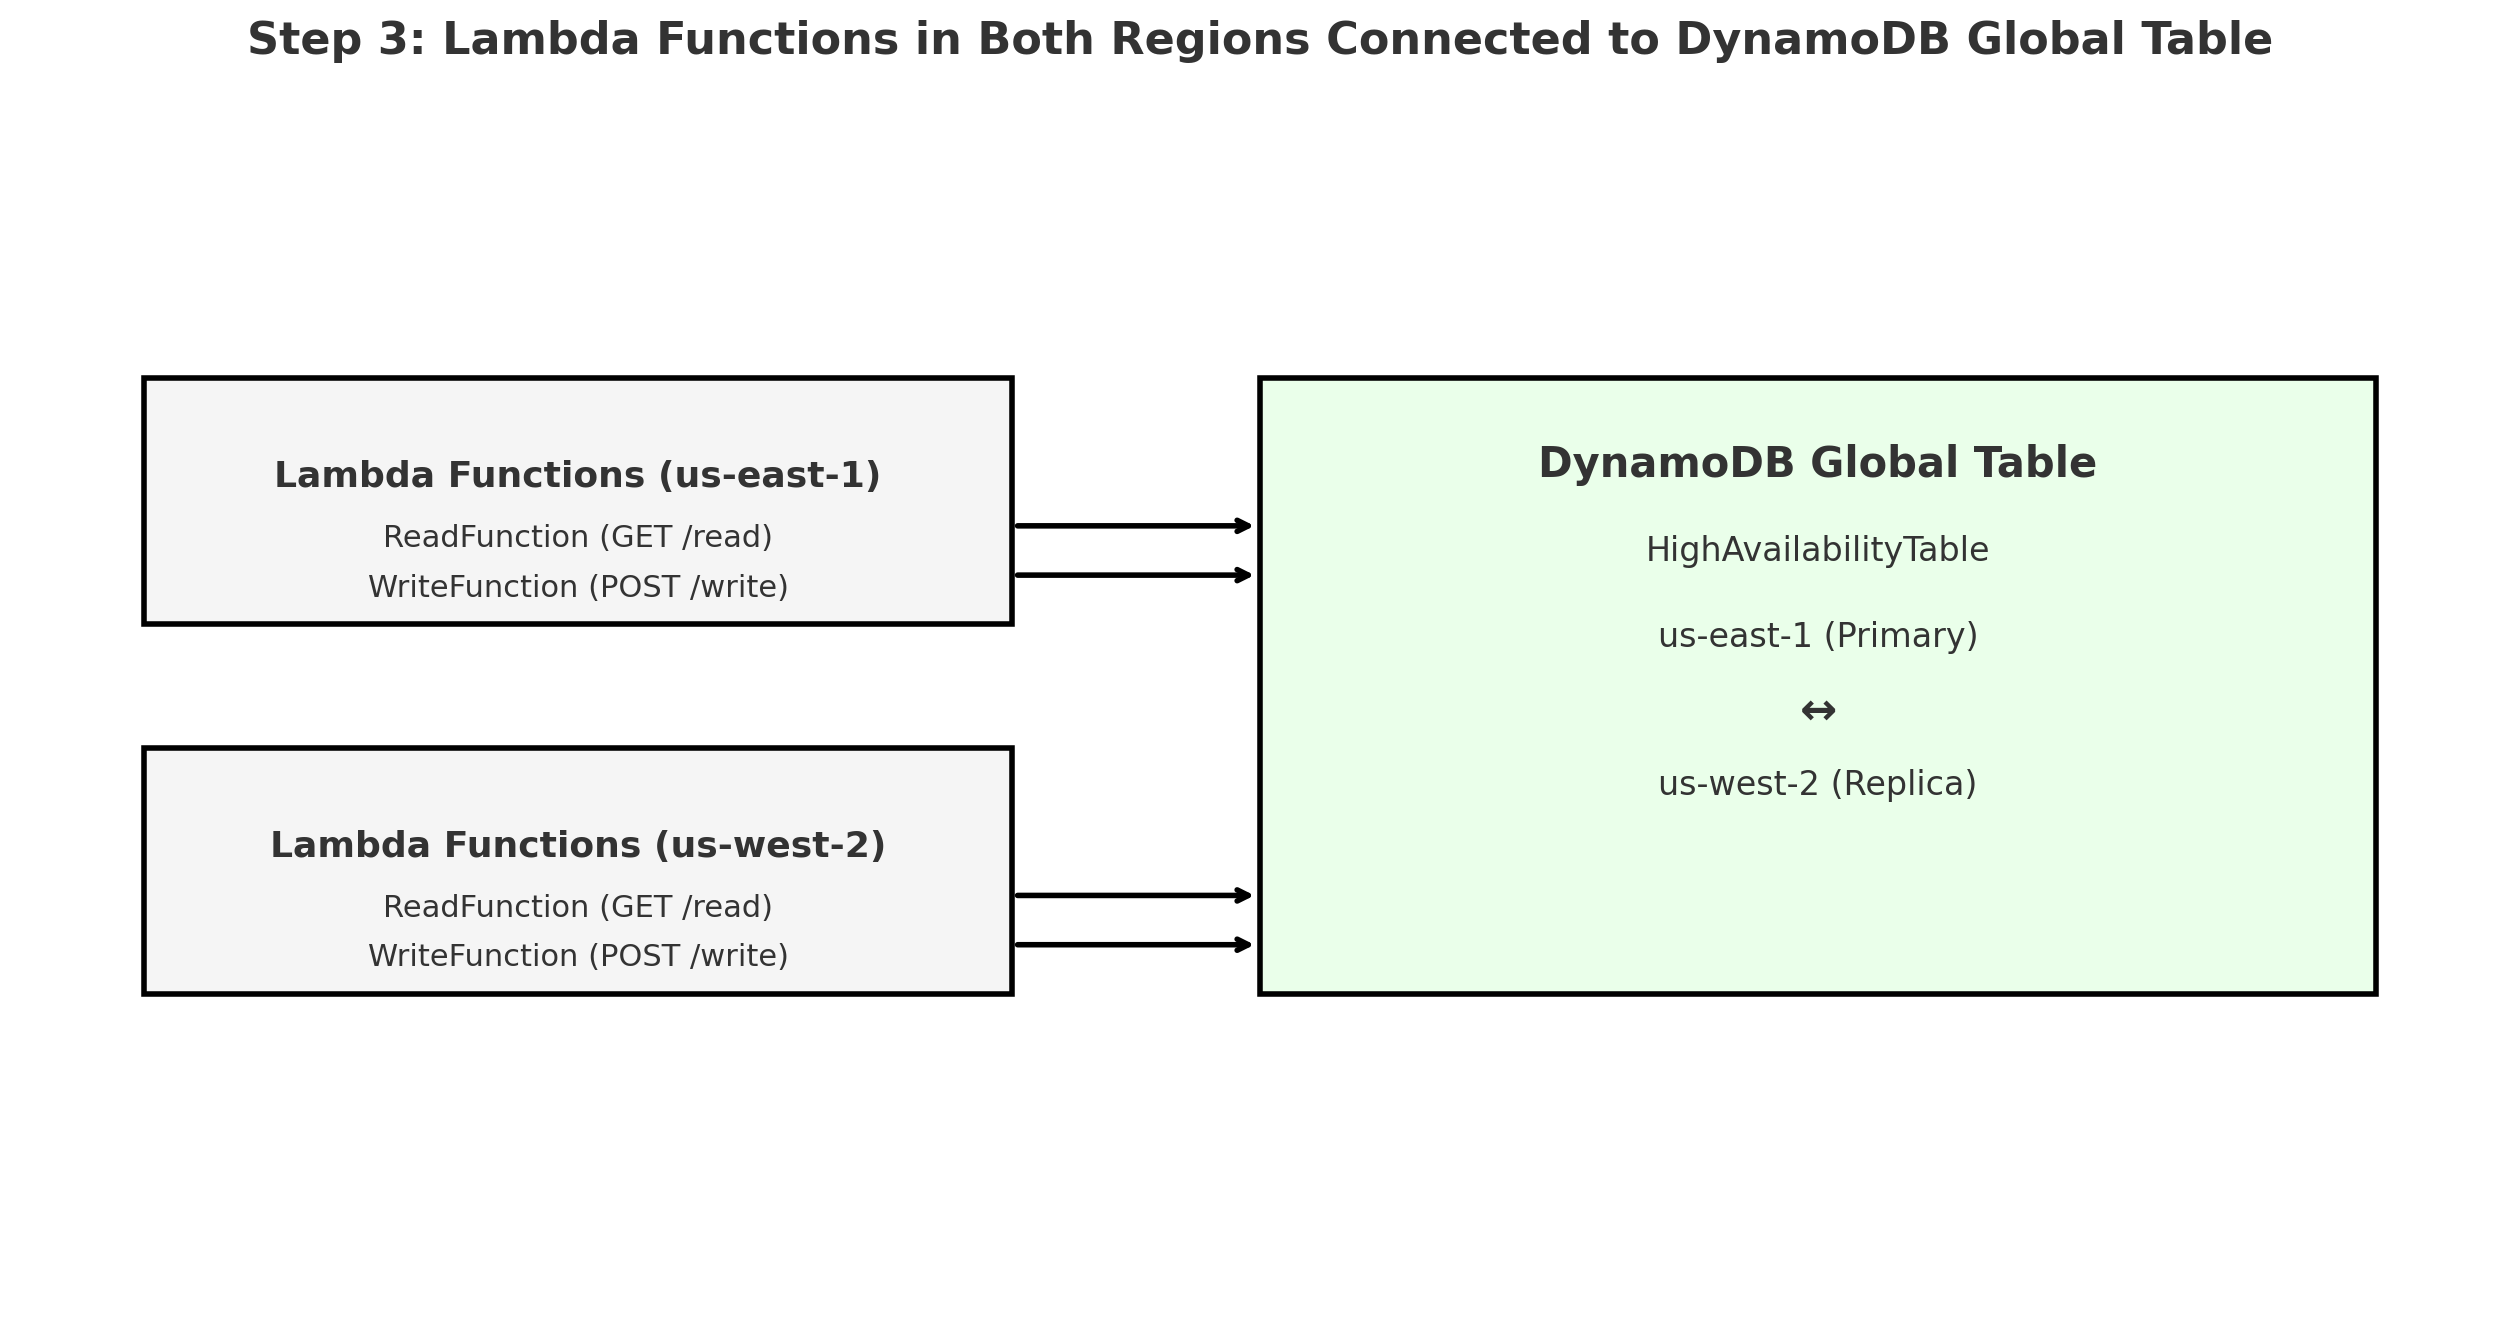 Step 3: Lambda Functions in Both Regions Connected to DynamoDB Global Table
Lambda Functions (us-east-1)
ReadFunction (GET /read)
WriteFunction (POST /write)
Lambda Functions (us-west-2)
ReadFunction (GET /read)
WriteFunction (POST /write)
DynamoDB Global Table
HighAvailabilityTable
us-east-1 (Primary)
↔
us-west-2 (Replica)